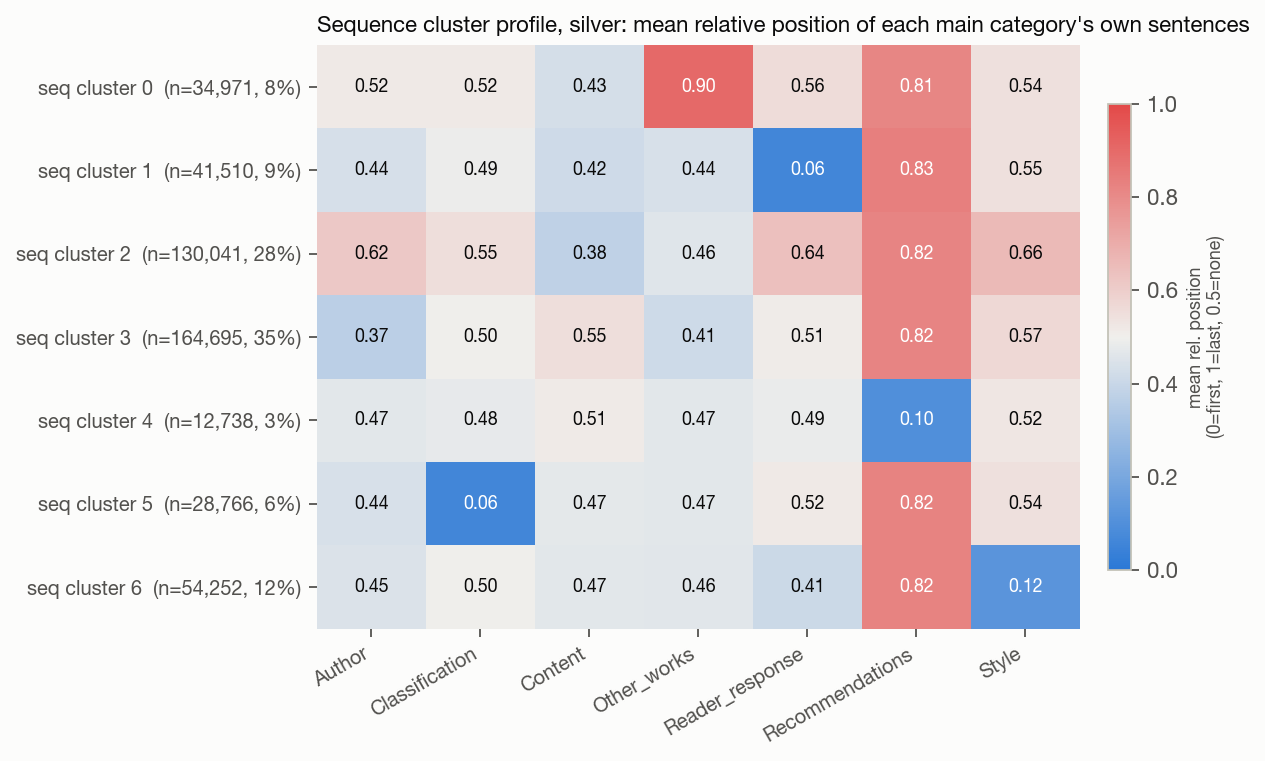 Sequence cluster profile, silver: mean relative position of each main category's own sentences
seq cluster 0 (n=34,971, 8%) 0.52 0.52 0.43 0.90 0.56 0.81 0.54
seq cluster 1 (n=41,510, 9%) 0.44 0.49 0.42 0.44 0.06 0.83 0.55
seq cluster 2 (n=130,041, 28%) 0.62 0.55 0.38 0.46 0.64 0.82 0.66
seq cluster 3 (n=164,695, 35%) 0.37 0.50 0.55 0.41 0.51 0.82 0.57
seq cluster 4 (n=12,738, 3%) 0.47 0.48 0.51 0.47 0.49 0.10 0.52
seq cluster 5 (n=28,766, 6%) 0.44 0.06 0.47 0.47 0.52 0.82 0.54
seq cluster 6 (n=54,252, 12%) 0.45 0.50 0.47 0.46 0.41 0.82 0.12
Author Classification Content Other_works Reader_response Recommendations Style
1.0
0.8
0.6
0.4
0.2
0.0
mean rel. position
(0=first, 1=last, 0.5=none)